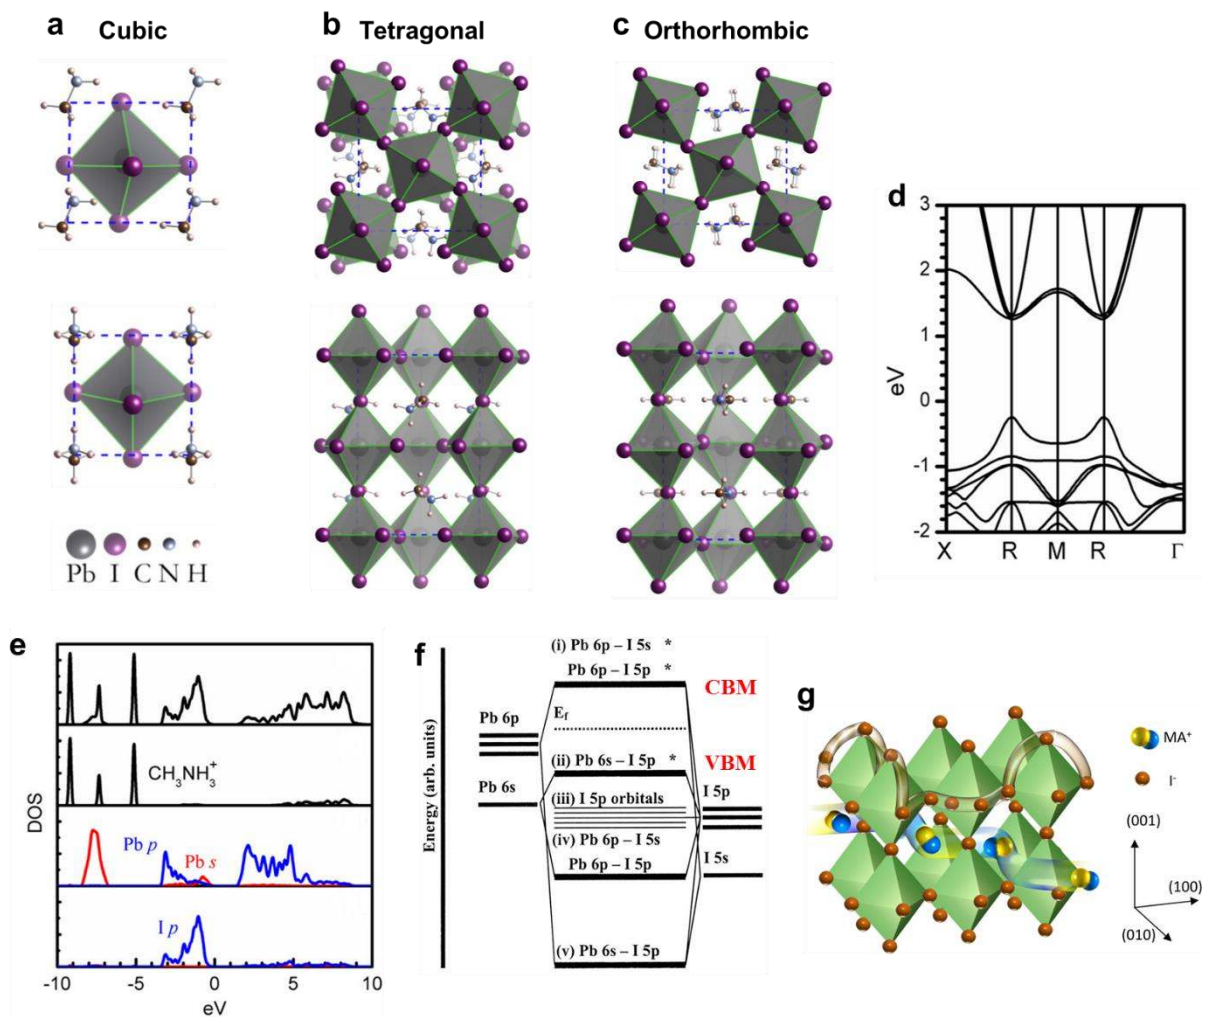 a Cubic
b Tetragonal
c Orthorhombic
Pb I C N H
d
3
2
1
0
-1
-2
eV
X R M R Γ
e
DOS
CH₃NH₃⁺
Pb p
Pb s
I p
-10 -5 0 5 10
eV
f
Energy (arb. units)
(i) Pb 6p – I 5s *
Pb 6p – I 5p *
CBM
Pb 6p
E_f
(ii) Pb 6s – I 5p *
VBM
Pb 6s
I 5p
(iii) I 5p orbitals
(iv) Pb 6p – I 5s
Pb 6p – I 5p
I 5s
(v) Pb 6s – I 5p
g
MA⁺
I⁻
(001)
(100)
(010)